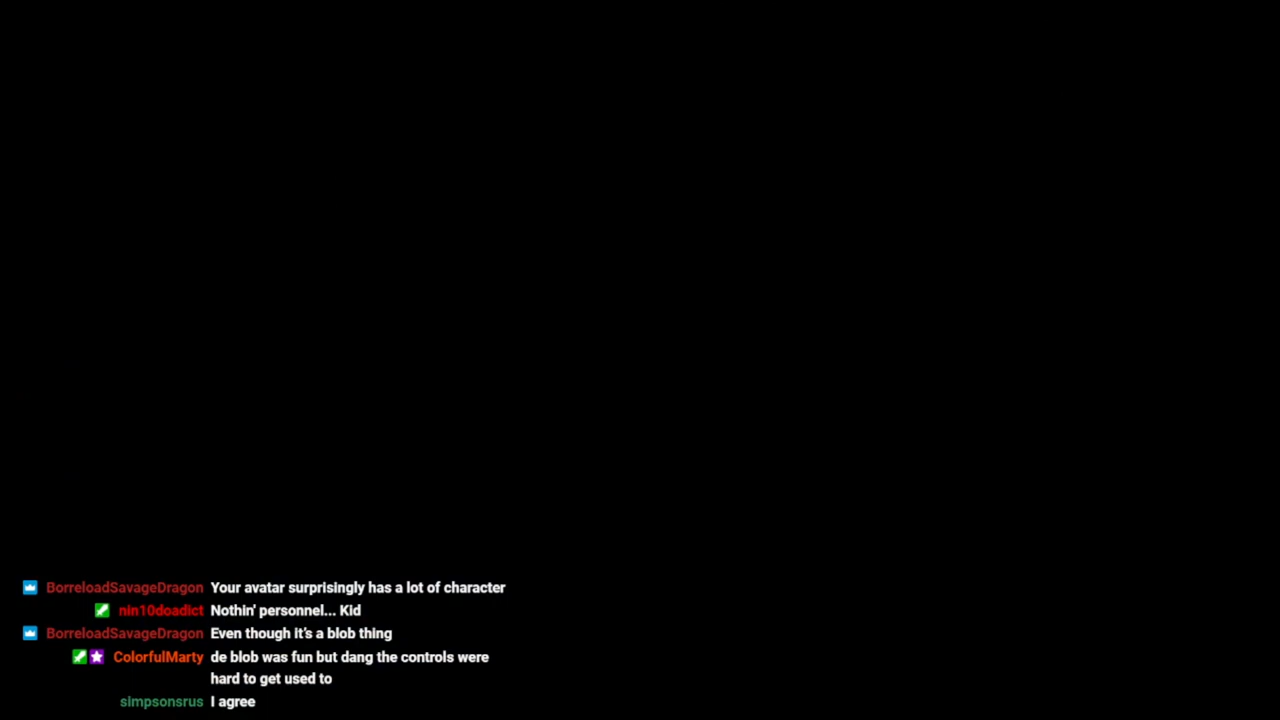 BorreloadSavageDragon Your avatar surprisingly has a lot of character
nin10doadict Nothin' personnel... Kid
BorreloadSavageDragon Even though it's a blob thing
ColorfulMarty de blob was fun but dang the controls were
hard to get used to
simpsonsrus I agree